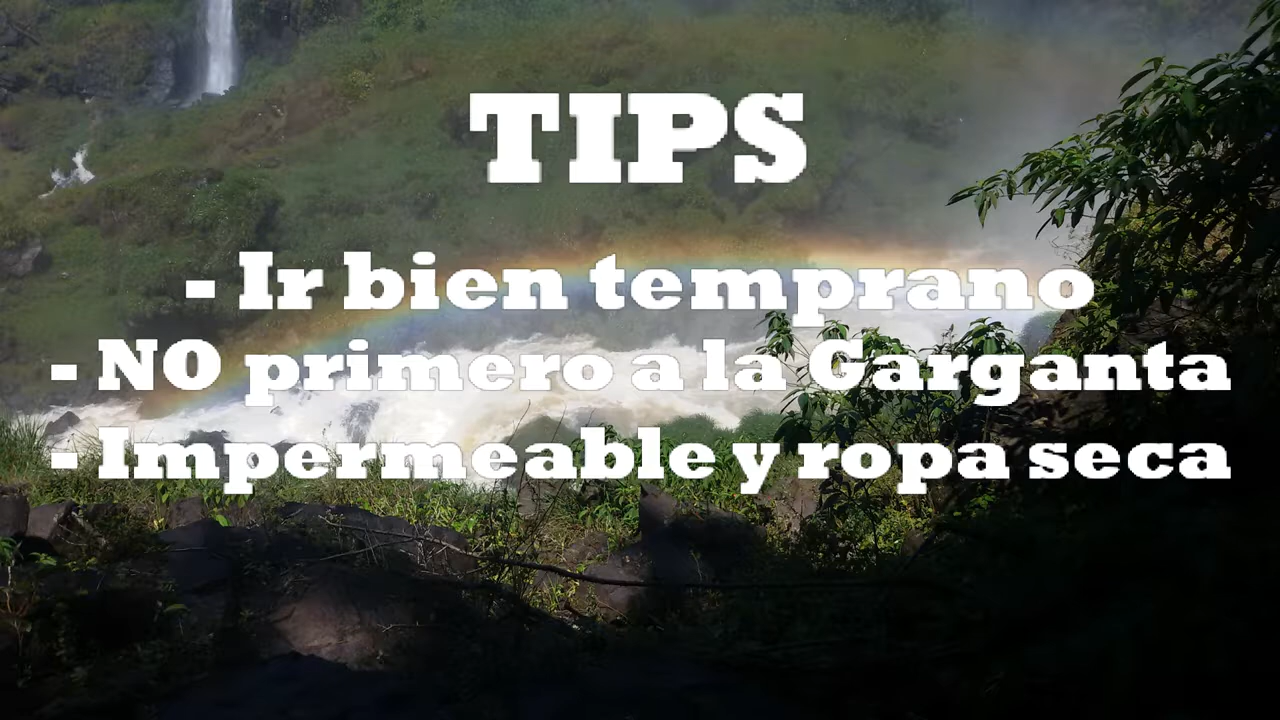 TIPS
- Ir bien temprano
- NO primero a la Garganta
- Impermeable y ropa seca